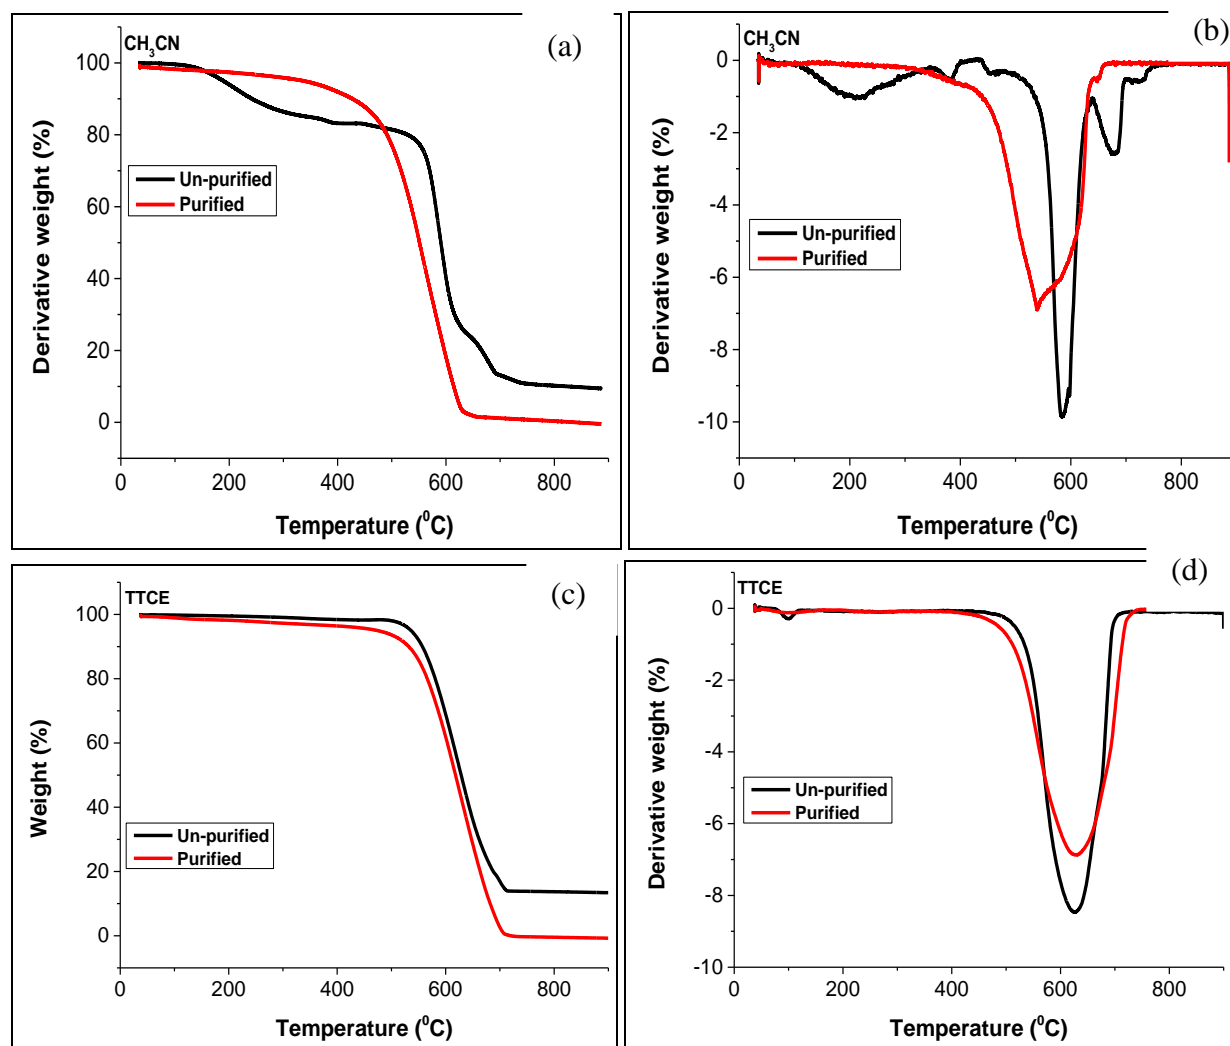 (a)
CH₃CN
100
80
60
40
20
0
Un-purified
Purified
Derivative weight (%)
0 200 400 600 800
Temperature (⁰C)
(b)
CH₃CN
0
-2
-4
-6
-8
-10
Un-purified
Purified
Derivative weight (%)
0 200 400 600 800
Temperature (⁰C)
(c)
TTCE
100
80
60
40
20
0
Un-purified
Purified
Weight (%)
0 200 400 600 800
Temperature (⁰C)
(d)
TTCE
0
-2
-4
-6
-8
-10
Un-purified
Purified
Derivative weight (%)
0 200 400 600 800
Temperature (⁰C)